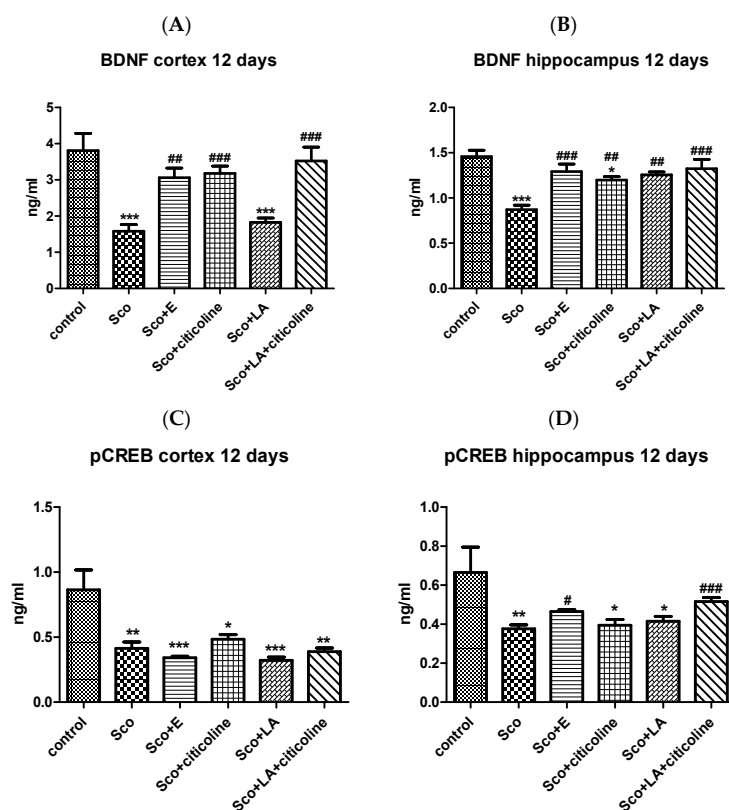 (A)
BDNF cortex 12 days
5
4
3
2
1
0
ng/ml
***
##
###
***
###
control
Sco
Sco+E
Sco+citicoline
Sco+LA
Sco+LA+citicoline
(B)
BDNF hippocampus 12 days
2.0
1.5
1.0
0.5
0.0
ng/ml
***
###
##
*
##
###
control
Sco
Sco+E
Sco+citicoline
Sco+LA
Sco+LA+citicoline
(C)
pCREB cortex 12 days
1.5
1.0
0.5
0.0
ng/ml
**
***
*
***
**
control
Sco
Sco+E
Sco+citicoline
Sco+LA
Sco+LA+citicoline
(D)
pCREB hippocampus 12 days
1.0
0.8
0.6
0.4
0.2
0.0
ng/ml
**
#
*
*
###
control
Sco
Sco+E
Sco+citicoline
Sco+LA
Sco+LA+citicoline